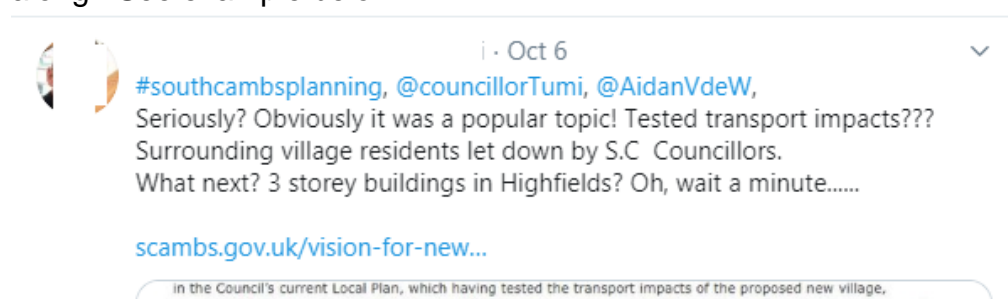 i · Oct 6
#southcambsplanning, @councillorTumi, @AidanVdeW,
Seriously? Obviously it was a popular topic! Tested transport impacts???
Surrounding village residents let down by S.C Councillors.
What next? 3 storey buildings in Highfields? Oh, wait a minute......
scambs.gov.uk/vision-for-new...
in the Council's current Local Plan, which having tested the transport impacts of the proposed new village,